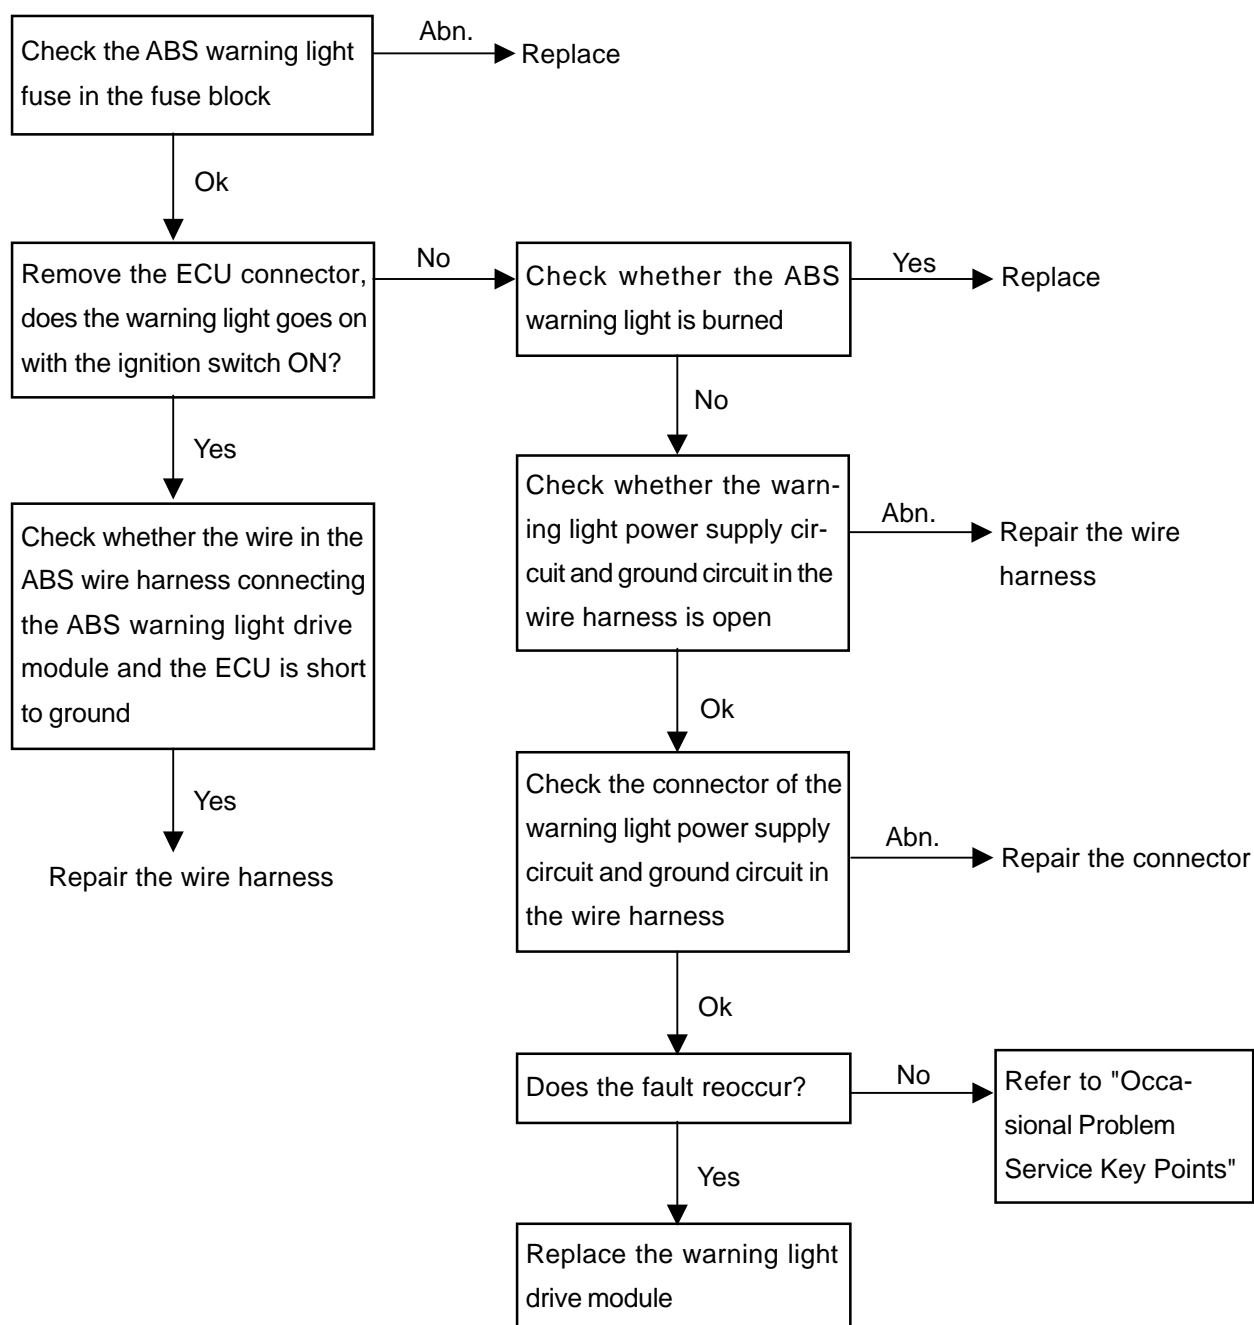 Check the ABS warning light
fuse in the fuse block
Abn.
Replace
Ok
Remove the ECU connector,
does the warning light goes on
with the ignition switch ON?
No
Check whether the ABS
warning light is burned
Yes
Replace
Yes
No
Check whether the wire in the
ABS wire harness connecting
the ABS warning light drive
module and the ECU is short
to ground
Yes
Repair the wire harness
Check whether the warn-
ing light power supply cir-
cuit and ground circuit in the
wire harness is open
Abn.
Repair the wire
harness
Ok
Check the connector of the
warning light power supply
circuit and ground circuit in
the wire harness
Abn.
Repair the connector
Ok
Does the fault reoccur?
No
Refer to "Occa-
sional Problem
Service Key Points"
Yes
Replace the warning light
drive module